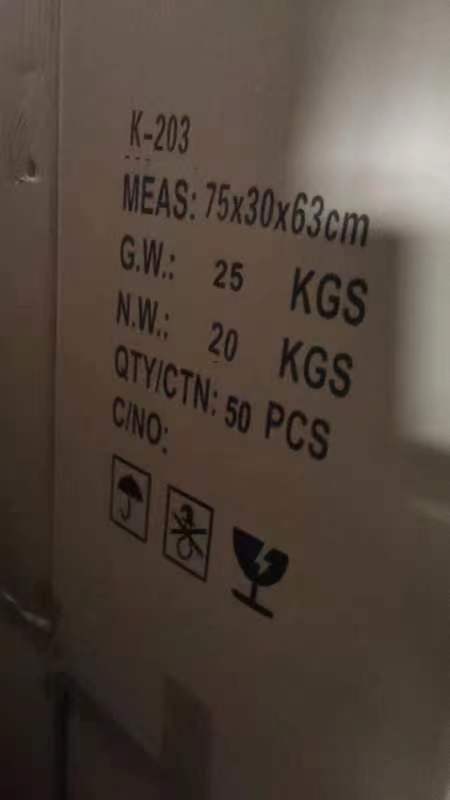 K-203
MEAS: 75x30x63cm
G.W.: 25 KGS
N.W.: 20 KGS
QTY/CTN: 50 PCS
C/NO: